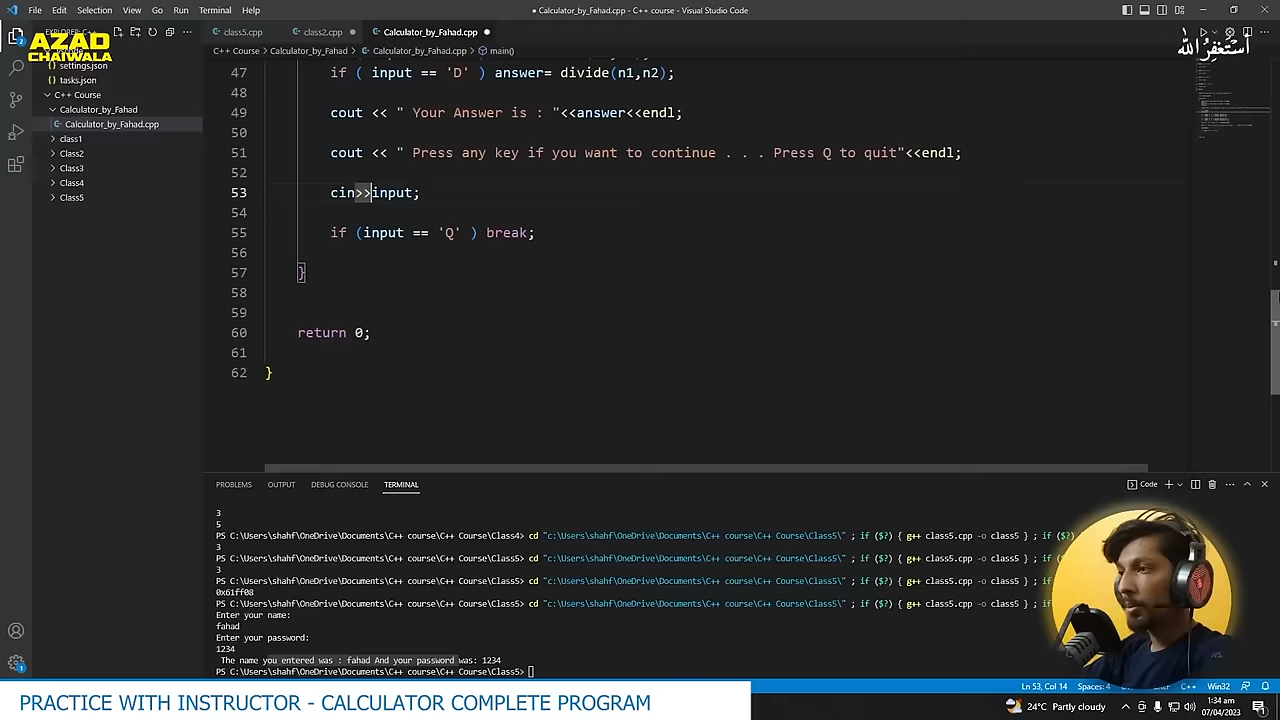 File Edit Selection View Go Run Terminal Help
● Calculator_by_Fahad.cpp - C++ course - Visual Studio Code
AZAD
CHAIWALA
class5.cpp class2.cpp ● Calculator_by_Fahad.cpp ●
أستغفر الله
C++ Course > Calculator_by_Fahad > Calculator_by_Fahad.cpp > main()
settings.json
tasks.json
C++ Course
Calculator_by_Fahad
Calculator_by_Fahad.cpp
class1
Class2
Class3
Class4
Class5
47 if ( input == 'D' ) answer= divide(n1,n2);
48
49 cout << " Your Answer is : "<<answer<<endl;
50
51 cout << " Press any key if you want to continue . . . Press Q to quit"<<endl;
52
53 cin>>input;
54
55 if (input == 'Q' ) break;
56
57 }
58
59
60 return 0;
61
62 }
PROBLEMS OUTPUT DEBUG CONSOLE TERMINAL
Code
3
5
PS C:\Users\shahf\OneDrive\Documents\C++ course\C++ Course\Class4> cd "c:\Users\shahf\OneDrive\Documents\C++ course\C++ Course\Class5\" ; if ($?) { g++ class5.cpp -o class5 } ; if ($?)
3
PS C:\Users\shahf\OneDrive\Documents\C++ course\C++ Course\Class5> cd "c:\Users\shahf\OneDrive\Documents\C++ course\C++ Course\Class5\" ; if ($?) { g++ class5.cpp -o class5 } ; if
3
PS C:\Users\shahf\OneDrive\Documents\C++ course\C++ Course\Class5> cd "c:\Users\shahf\OneDrive\Documents\C++ course\C++ Course\Class5\" ; if ($?) { g++ class5.cpp -o class5 } ; if
0x61ff08
PS C:\Users\shahf\OneDrive\Documents\C++ course\C++ Course\Class5> cd "c:\Users\shahf\OneDrive\Documents\C++ course\C++ Course\Class5\" ; if ($?) { g++ class5.cpp -o class5 } ; if
Enter your name:
fahad
Enter your password:
1234
The name you entered was : fahad And your password was: 1234
PS C:\Users\shahf\OneDrive\Documents\C++ course\C++ Course\Class5>
Ln 53, Col 14 Spaces: 4 C++ Win32
PRACTICE WITH INSTRUCTOR - CALCULATOR COMPLETE PROGRAM
24°C Partly cloudy
1:34 am
07/04/2023